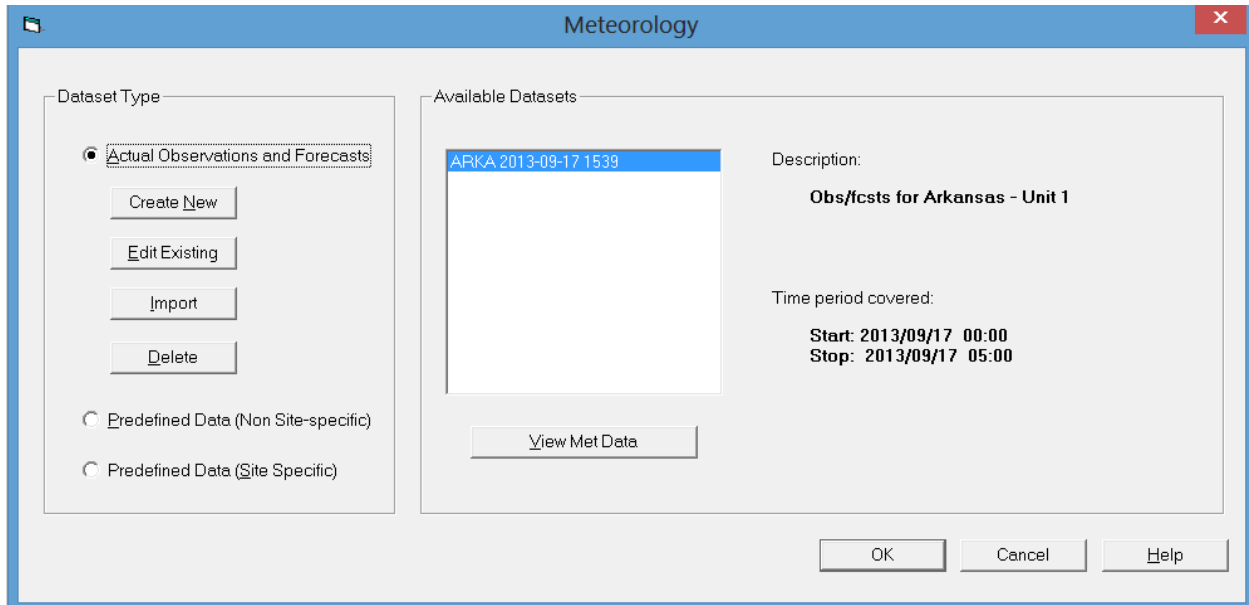 Meteorology
Dataset Type
Actual Observations and Forecasts
Create New
Edit Existing
Import
Delete
Predefined Data (Non Site-specific)
Predefined Data (Site Specific)
Available Datasets
ARKA 2013-09-17 1539
View Met Data
Description:
Obs/fcsts for Arkansas - Unit 1
Time period covered:
Start: 2013/09/17 00:00
Stop: 2013/09/17 05:00
OK
Cancel
Help